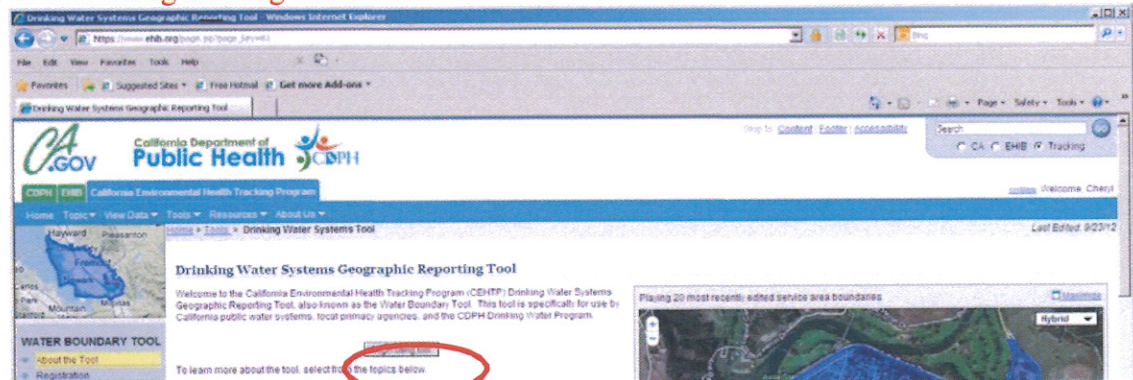 Drinking Water Systems Geographic Reporting Tool - Windows Internet Explorer
File Edit View Favorites Tools Help
Favorites Suggested Sites Free Hotmail Get more Add-ons
Drinking Water Systems Geographic Reporting Tool
Page Safety Tools
CA.GOV
California Department of
Public Health
CDPH
Skip to: Content | Footer | Accessibility
Search
CA EHIB Tracking
CDPH EHIB California Environmental Health Tracking Program
Welcome Cheryl
Home Topic View Data Tools Resources About Us
Home > Tools > Drinking Water Systems Tool
Last Edited: 9/23/12
Hayward Pleasanton
Fremont
Newark
Milpitas
Mountain
Drinking Water Systems Geographic Reporting Tool
Welcome to the California Environmental Health Tracking Program (CEHTP) Drinking Water Systems
Geographic Reporting Tool, also known as the Water Boundary Tool. This tool is specifically for use by
California public water systems, local primacy agencies, and the CDPH Drinking Water Program.
Playing 20 most recently edited service area boundaries
Maximize
Hybrid
WATER BOUNDARY TOOL
About the Tool
Registration
To learn more about the tool, select from the topics below.